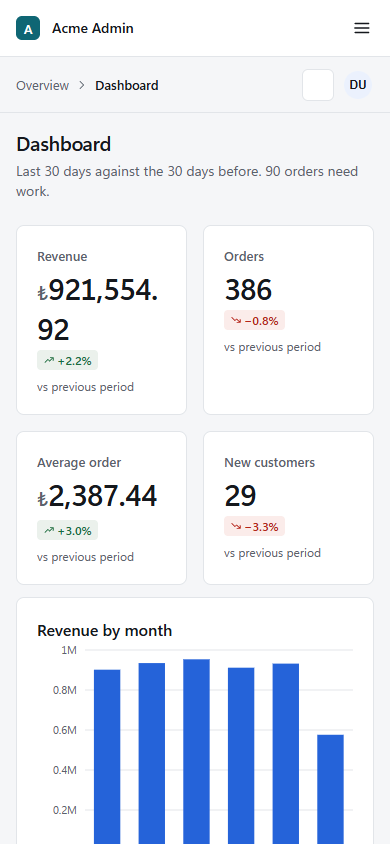 A Acme Admin
Overview > Dashboard DU
Dashboard
Last 30 days against the 30 days before. 90 orders need
work.
Revenue
₺921,554.
92
+2.2%
vs previous period
Orders
386
−0.8%
vs previous period
Average order
₺2,387.44
+3.0%
vs previous period
New customers
29
−3.3%
vs previous period
Revenue by month
1M
0.8M
0.6M
0.4M
0.2M